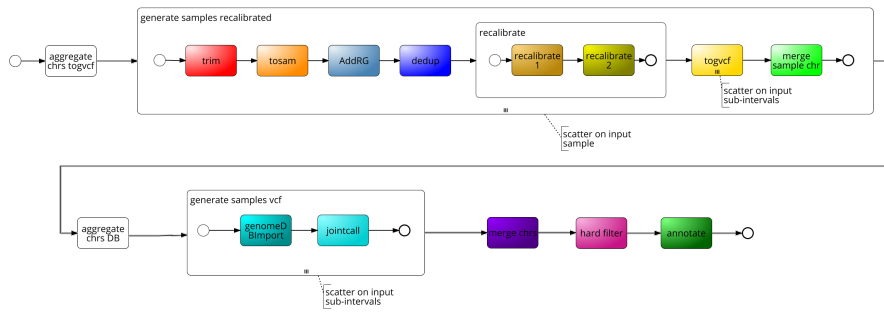 generate samples recalibrated
recalibrate
aggregate
chrs togvcf
trim
tosam
AddRG
dedup
recalibrate
1
recalibrate
2
togvcf
merge
sample chr
scatter on input
sub-intervals
scatter on input
sample
generate samples vcf
aggregate
chrs DB
genomeD
BImport
jointcall
merge chrs
hard filter
annotate
scatter on input
sub-intervals